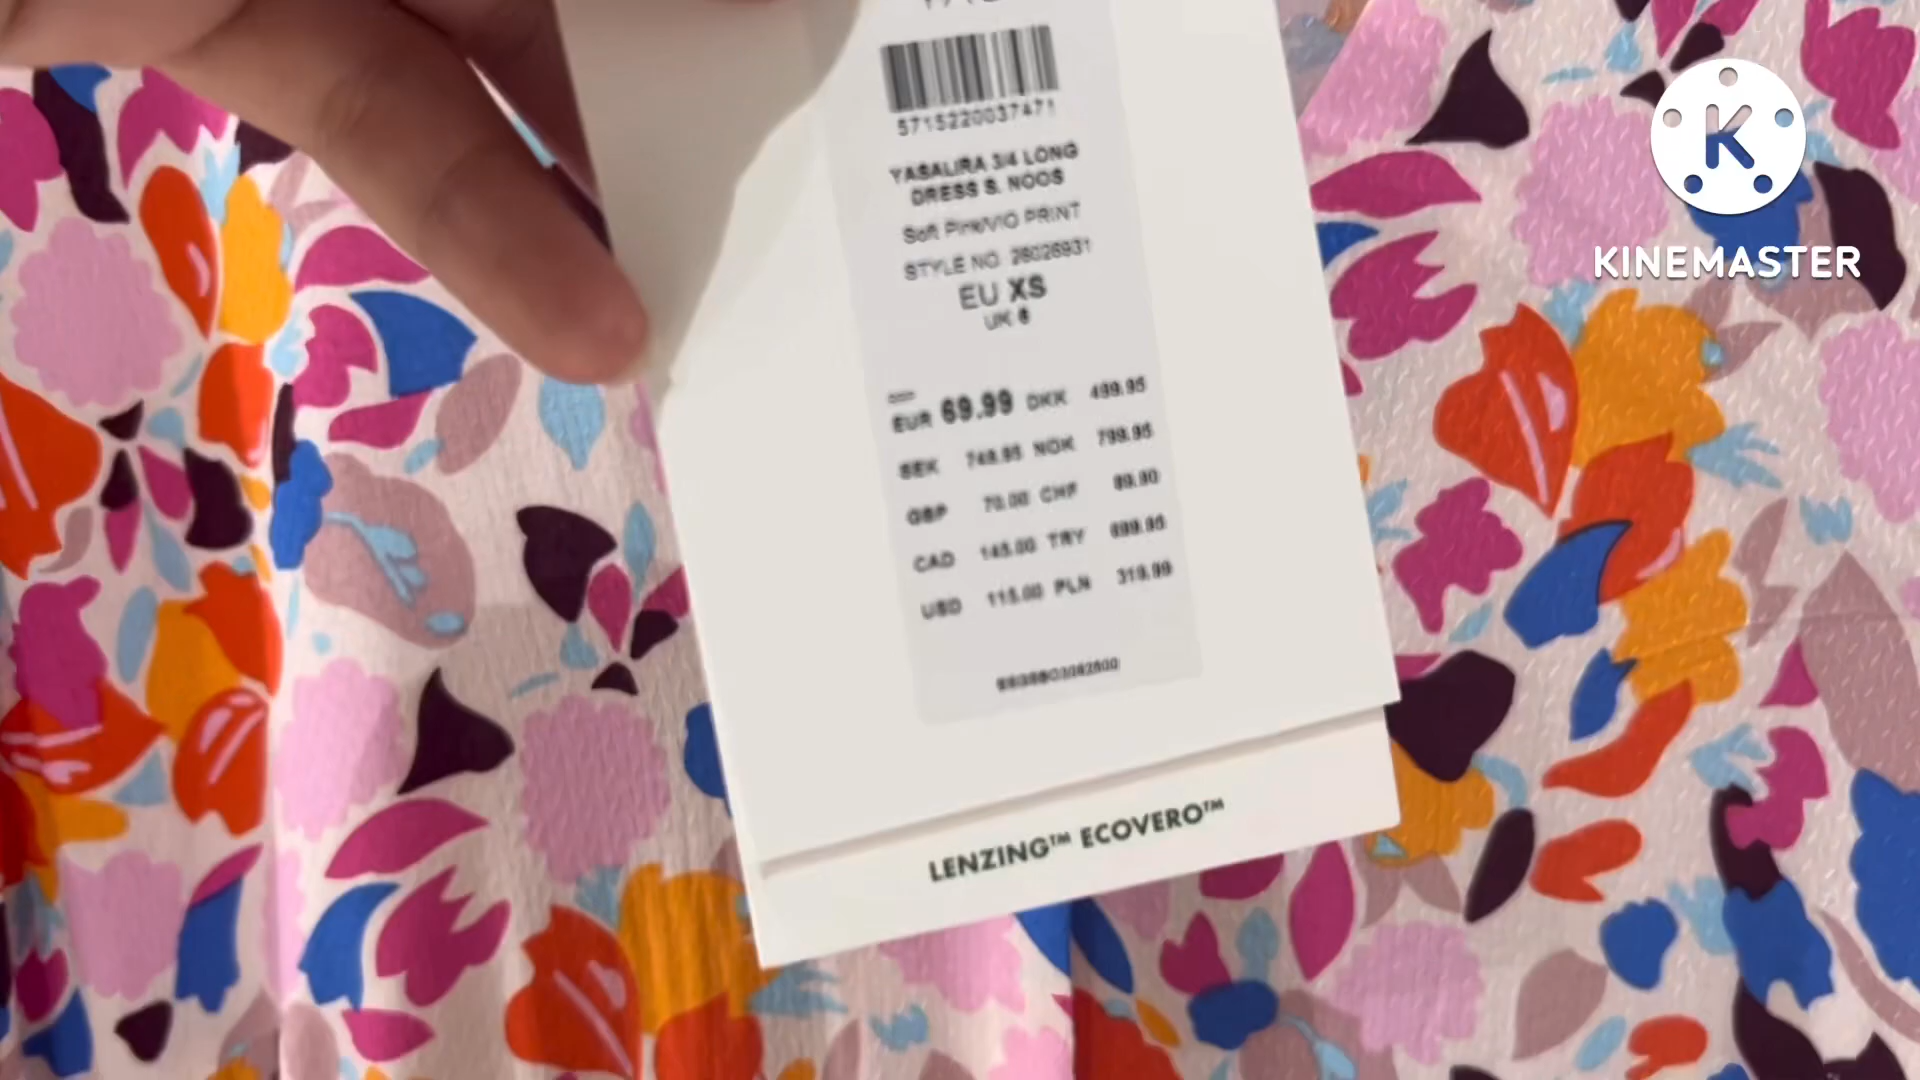 5715220037471
YASALIRA 3/4 LONG
DRESS S. NOOS
Soft Pink/VIO PRINT
STYLE NO. 26026931
EU XS
UK 6
EUR 69.99 DKK 499.95
SEK 749.95 NOK 799.95
GBP 70.00 CHF 89.90
CAD 145.00 TRY 699.95
USD 115.00 PLN 319.99
LENZING™ ECOVERO™
K
KINEMASTER